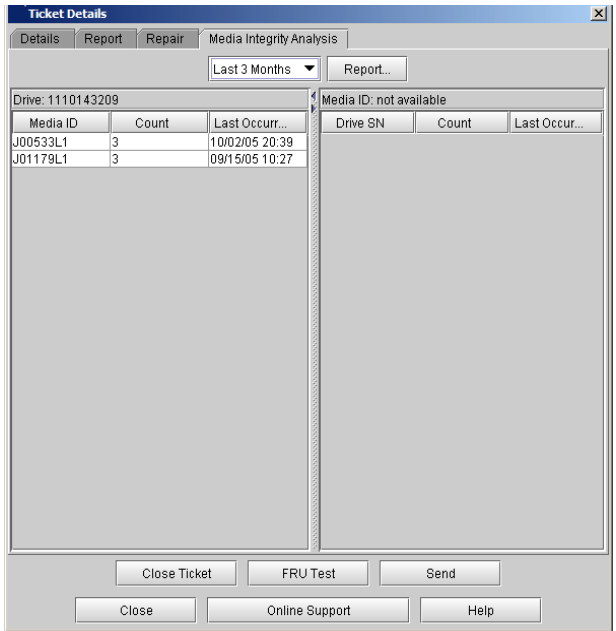 Ticket Details
Details Report Repair Media Integrity Analysis
Last 3 Months Report...
Drive: 1110143209 Media ID: not available
Media ID Count Last Occurr... Drive SN Count Last Occur...
J00533L1 3 10/02/05 20:39
J01179L1 3 09/15/05 10:27
Close Ticket FRU Test Send
Close Online Support Help